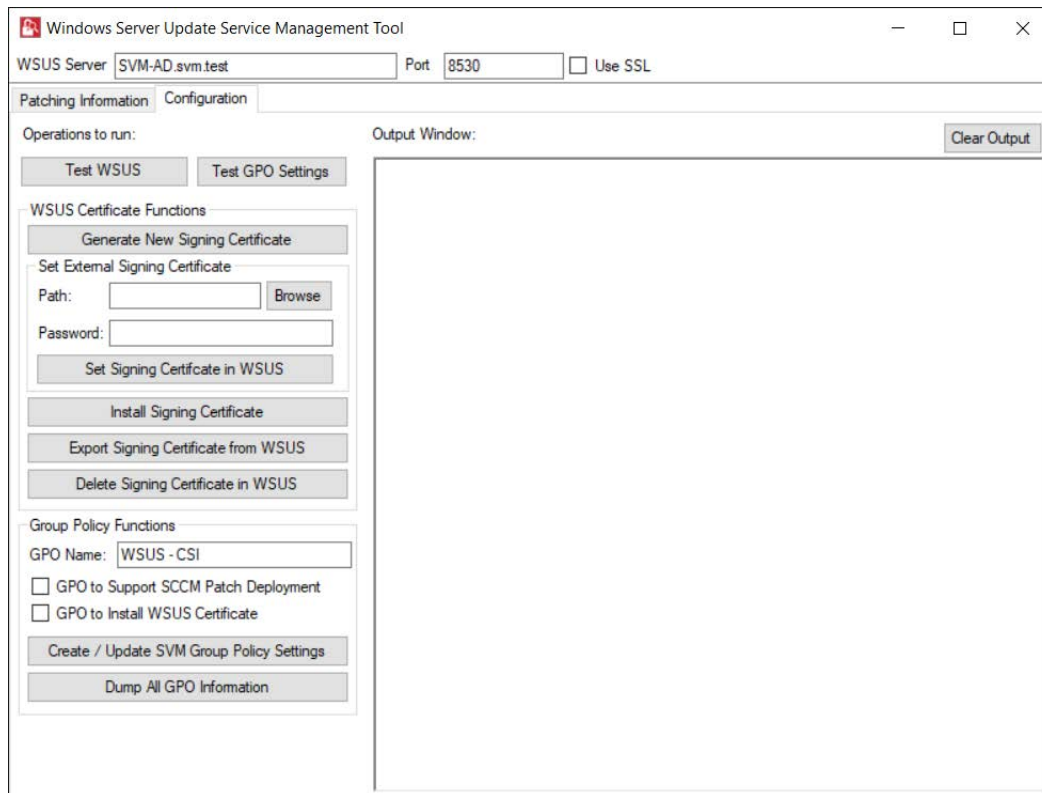 Windows Server Update Service Management Tool
WSUS Server SVM-AD.svm.test Port 8530 Use SSL
Patching Information Configuration
Operations to run: Output Window: Clear Output
Test WSUS Test GPO Settings
WSUS Certificate Functions
Generate New Signing Certificate
Set External Signing Certificate
Path: Browse
Password:
Set Signing Certifcate in WSUS
Install Signing Certificate
Export Signing Certificate from WSUS
Delete Signing Certificate in WSUS
Group Policy Functions
GPO Name: WSUS - CSI
GPO to Support SCCM Patch Deployment
GPO to Install WSUS Certificate
Create / Update SVM Group Policy Settings
Dump All GPO Information